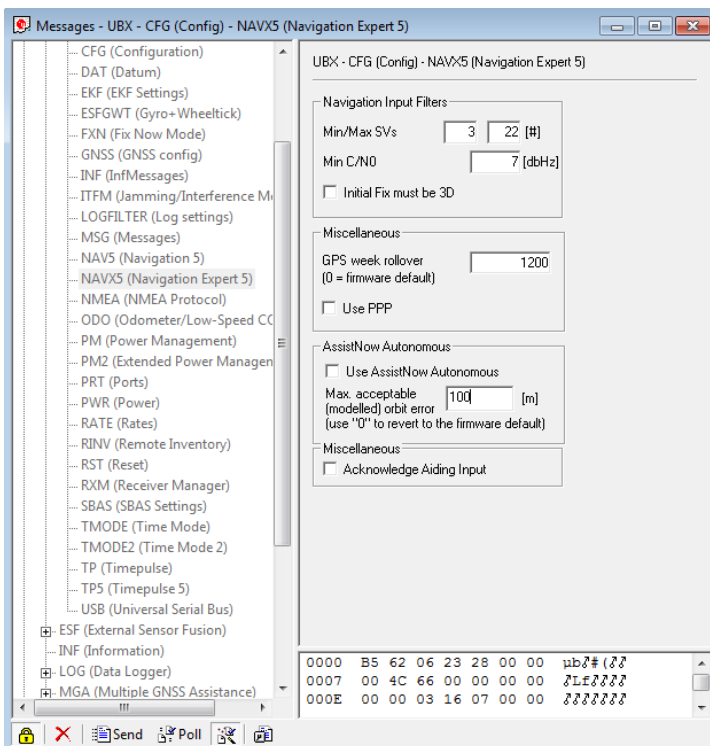 Messages - UBX - CFG (Config) - NAVX5 (Navigation Expert 5)
CFG (Configuration)
DAT (Datum)
EKF (EKF Settings)
ESFGWT (Gyro+Wheeltick)
FXN (Fix Now Mode)
GNSS (GNSS config)
INF (InfMessages)
ITFM (Jamming/Interference M
LOGFILTER (Log settings)
MSG (Messages)
NAV5 (Navigation 5)
NAVX5 (Navigation Expert 5)
NMEA (NMEA Protocol)
ODO (Odometer/Low-Speed CO
PM (Power Management)
PM2 (Extended Power Managen
PRT (Ports)
PWR (Power)
RATE (Rates)
RINV (Remote Inventory)
RST (Reset)
RXM (Receiver Manager)
SBAS (SBAS Settings)
TMODE (Time Mode)
TMODE2 (Time Mode 2)
TP (Timepulse)
TP5 (Timepulse 5)
USB (Universal Serial Bus)
ESF (External Sensor Fusion)
INF (Information)
LOG (Data Logger)
MGA (Multiple GNSS Assistance)
UBX - CFG (Config) - NAVX5 (Navigation Expert 5)
Navigation Input Filters
Min/Max SVs 3 22 [#]
Min C/N0 7 [dbHz]
Initial Fix must be 3D
Miscellaneous
GPS week rollover 1200
(0 = firmware default)
Use PPP
AssistNow Autonomous
Use AssistNow Autonomous
Max. acceptable 100 [m]
(modelled) orbit error
(use "0" to revert to the firmware default)
Miscellaneous
Acknowledge Aiding Input
0000 B5 62 06 23 28 00 00 µb
0007 00 4C 66 00 00 00 00 Lf
000E 00 00 03 16 07 00 00
Send Poll